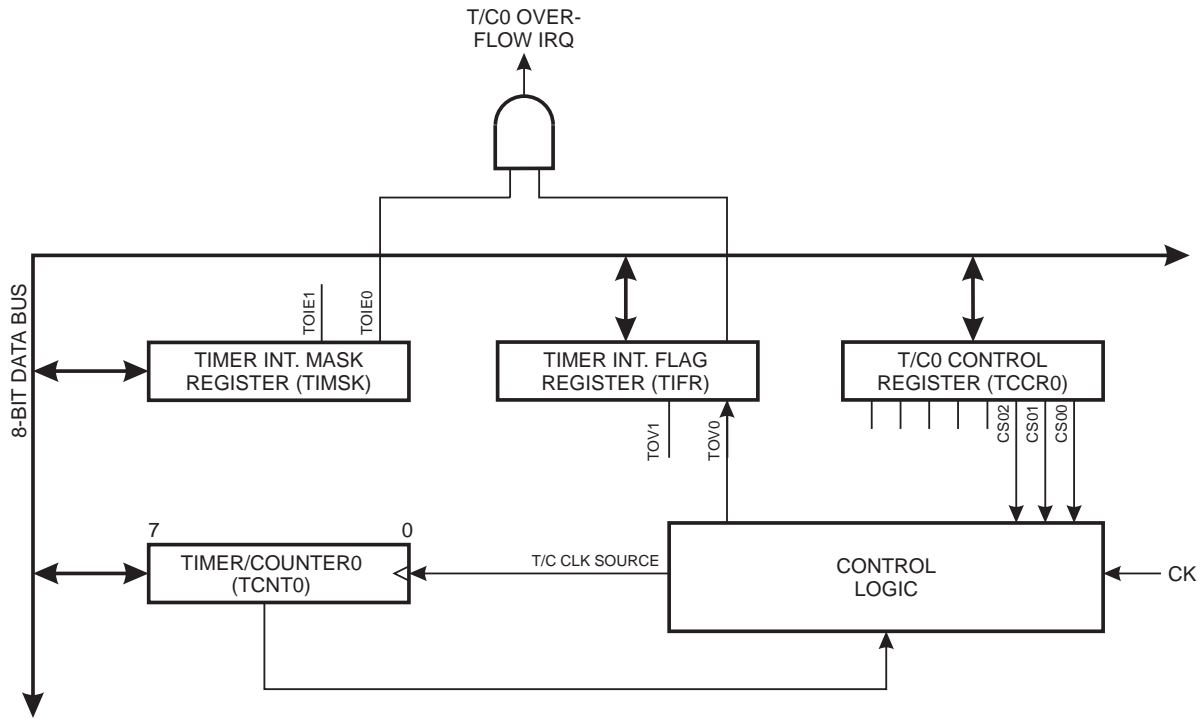 T/C0 OVER-
FLOW IRQ
8-BIT DATA BUS
TOIE1
TOIE0
TIMER INT. MASK
REGISTER (TIMSK)
TIMER INT. FLAG
REGISTER (TIFR)
T/C0 CONTROL
REGISTER (TCCR0)
TOV1
TOV0
CS02
CS01
CS00
7
0
TIMER/COUNTER0
(TCNT0)
T/C CLK SOURCE
CONTROL
LOGIC
CK